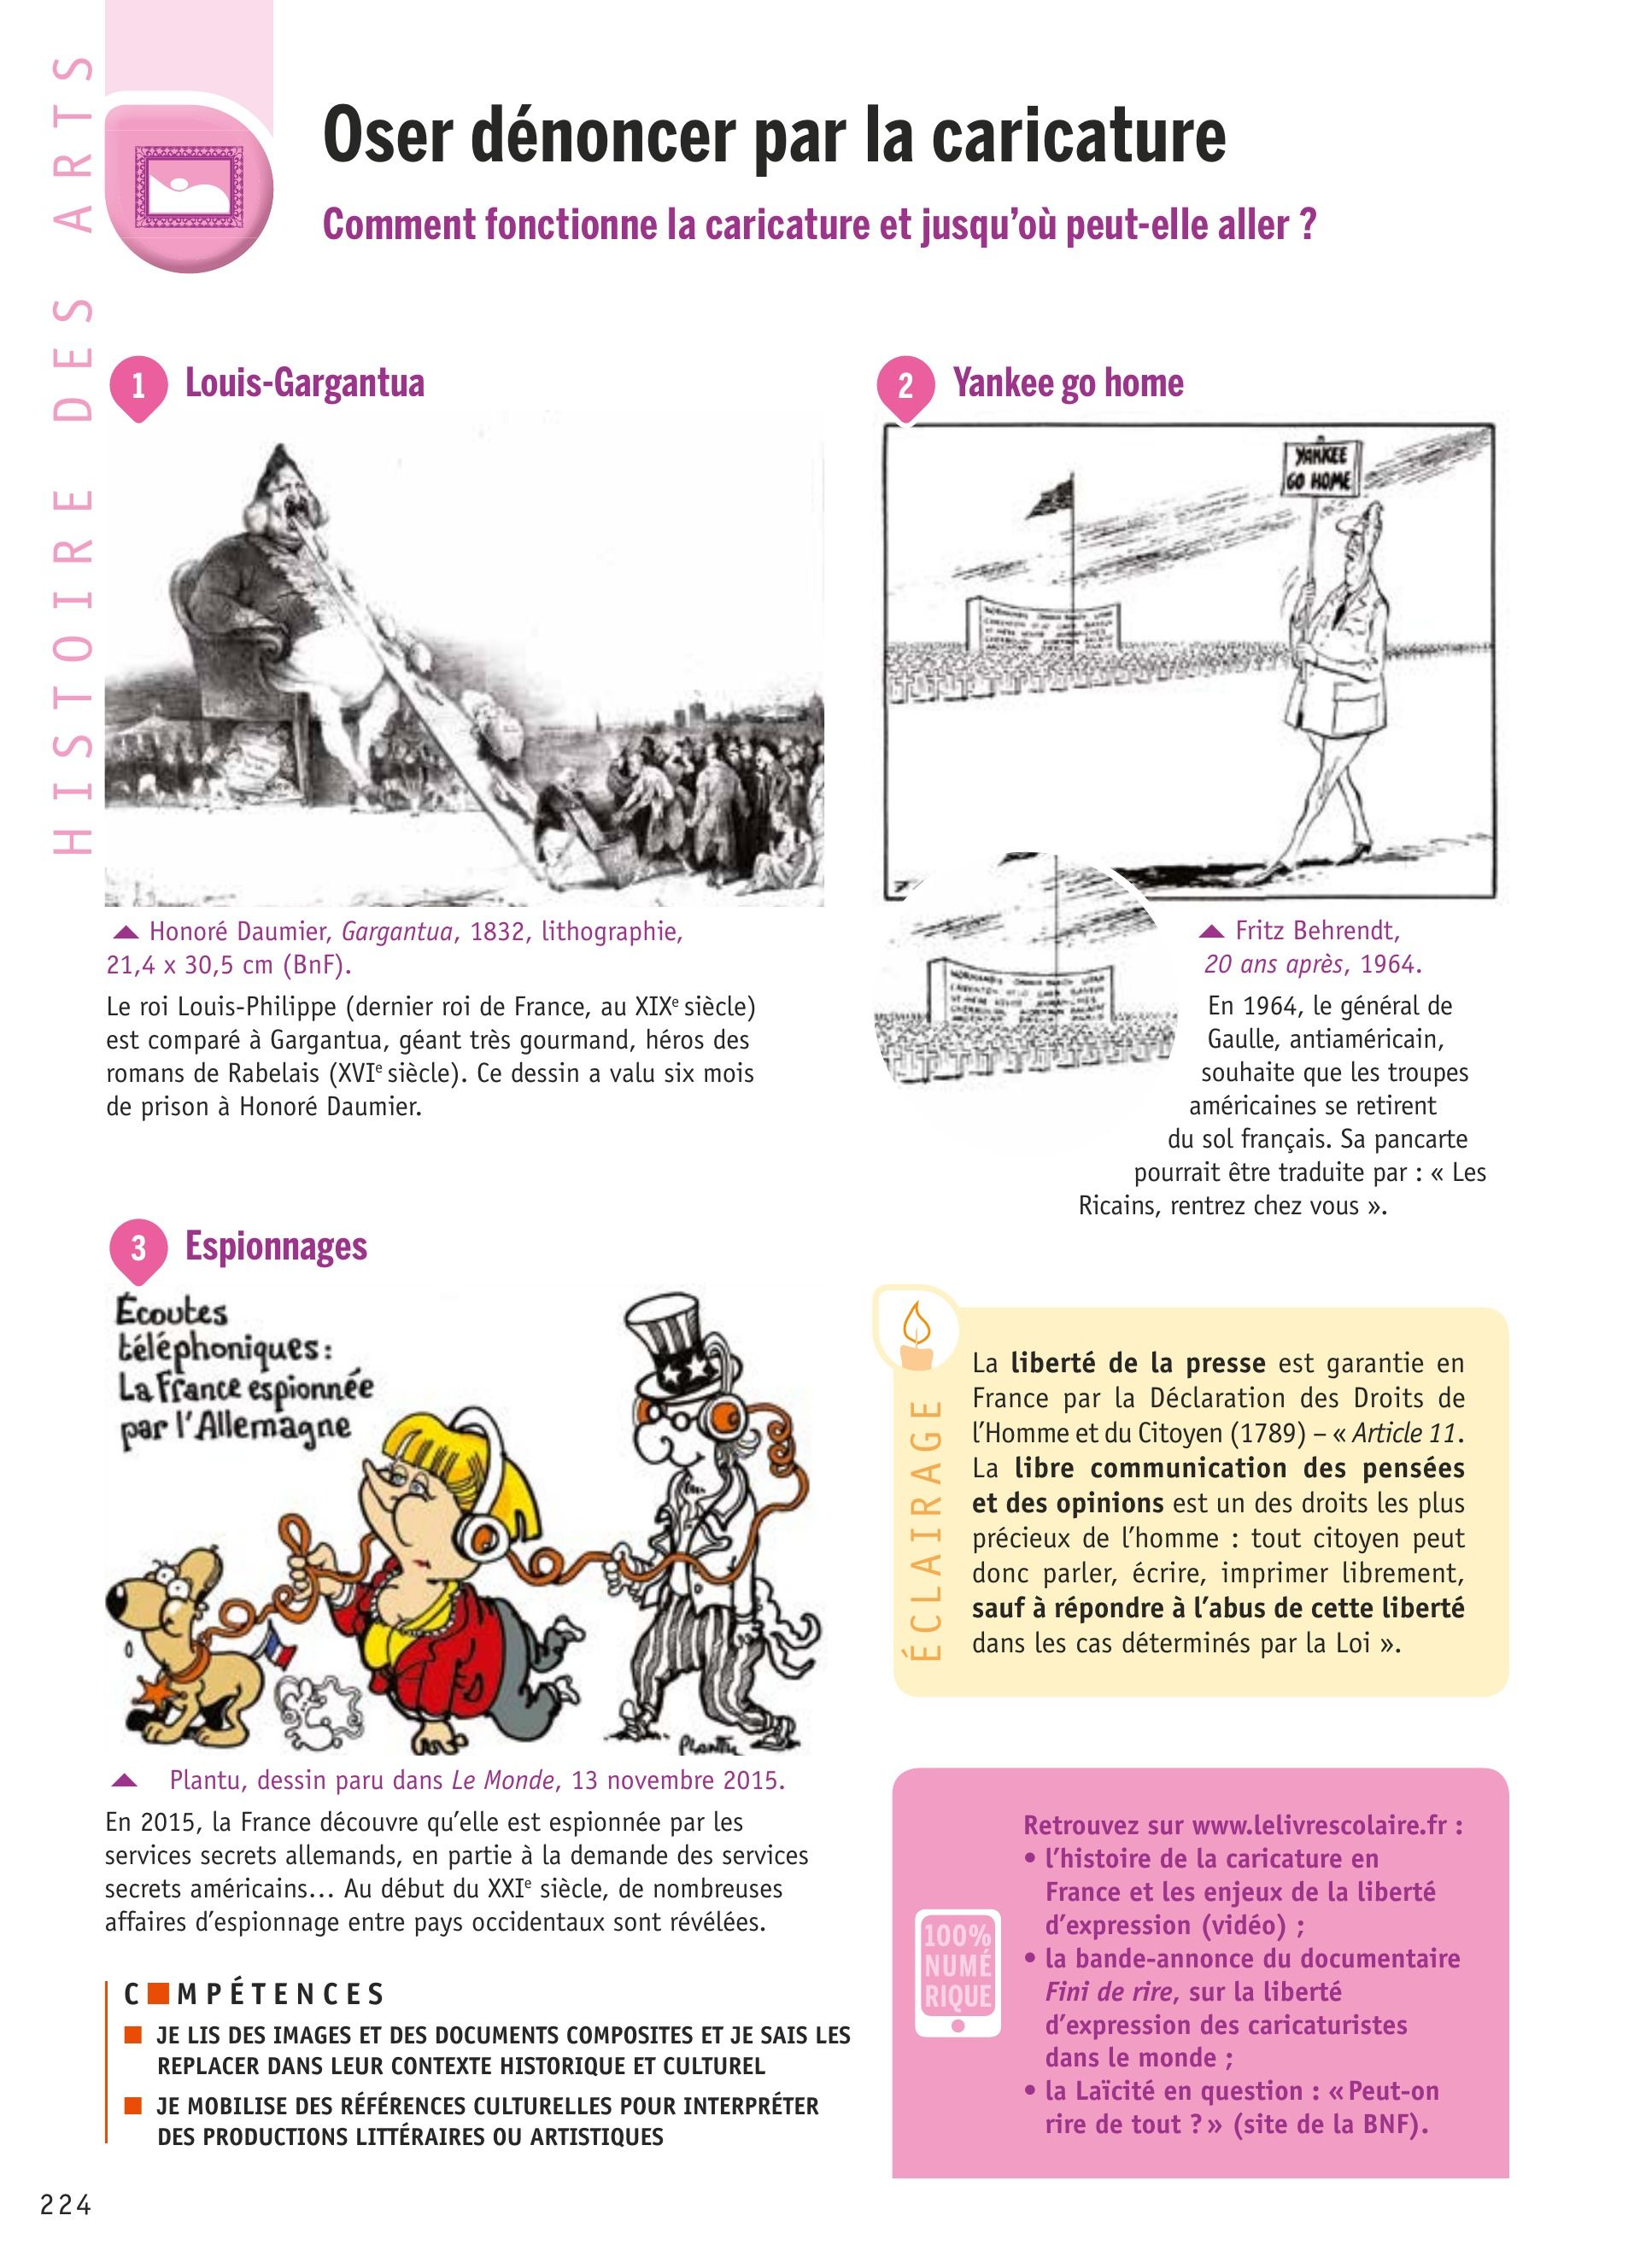 HISTOIRE DES ARTS
Oser dénoncer par la caricature
Comment fonctionne la caricature et jusqu’où peut-elle aller ?
1 Louis-Gargantua
Honoré Daumier, Gargantua, 1832, lithographie,
21,4 x 30,5 cm (BnF).
Le roi Louis-Philippe (dernier roi de France, au XIXe siècle)
est comparé à Gargantua, géant très gourmand, héros des
romans de Rabelais (XVIe siècle). Ce dessin a valu six mois
de prison à Honoré Daumier.
2 Yankee go home
YANKEE
GO HOME
Fritz Behrendt,
20 ans après, 1964.
En 1964, le général de
Gaulle, antiaméricain,
souhaite que les troupes
américaines se retirent
du sol français. Sa pancarte
pourrait être traduite par : « Les
Ricains, rentrez chez vous ».
3 Espionnages
Écoutes
téléphoniques :
La France espionnée
par l'Allemagne
Plantu
Plantu, dessin paru dans Le Monde, 13 novembre 2015.
En 2015, la France découvre qu’elle est espionnée par les
services secrets allemands, en partie à la demande des services
secrets américains… Au début du XXIe siècle, de nombreuses
affaires d’espionnage entre pays occidentaux sont révélées.
ÉCLAIRAGE
La liberté de la presse est garantie en
France par la Déclaration des Droits de
l’Homme et du Citoyen (1789) – « Article 11.
La libre communication des pensées
et des opinions est un des droits les plus
précieux de l’homme : tout citoyen peut
donc parler, écrire, imprimer librement,
sauf à répondre à l’abus de cette liberté
dans les cas déterminés par la Loi ».
C■MPÉTENCES
■ JE LIS DES IMAGES ET DES DOCUMENTS COMPOSITES ET JE SAIS LES
REPLACER DANS LEUR CONTEXTE HISTORIQUE ET CULTUREL
■ JE MOBILISE DES RÉFÉRENCES CULTURELLES POUR INTERPRÉTER
DES PRODUCTIONS LITTÉRAIRES OU ARTISTIQUES
100%
NUMÉ
RIQUE
Retrouvez sur www.lelivrescolaire.fr :
• l’histoire de la caricature en
France et les enjeux de la liberté
d’expression (vidéo) ;
• la bande-annonce du documentaire
Fini de rire, sur la liberté
d’expression des caricaturistes
dans le monde ;
• la Laïcité en question : « Peut-on
rire de tout ? » (site de la BNF).
224